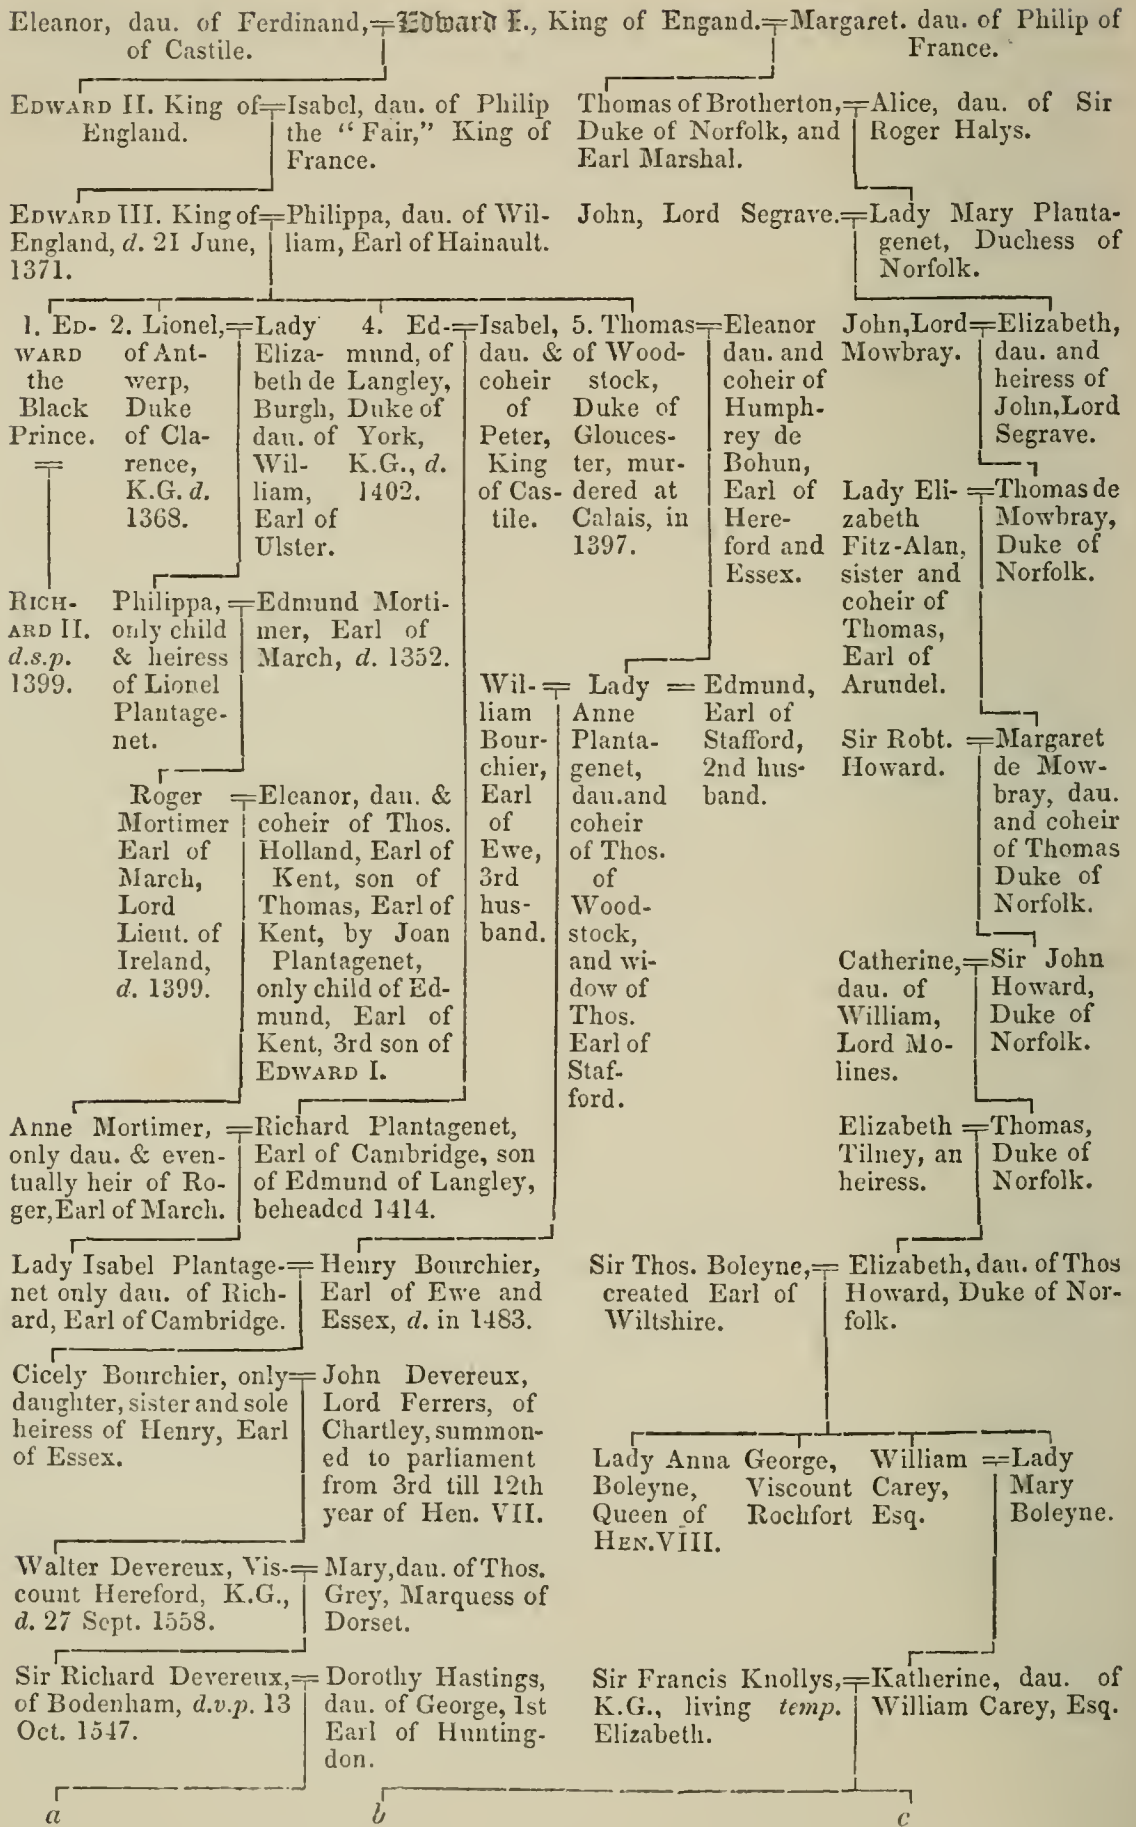 Eleanor, dau. of Ferdinand,
of Castile.
Edward I., King of Engand.
Margaret. dau. of Philip of
France.
EDWARD II. King of
England.
Isabel, dau. of Philip
the “Fair,” King of
France.
Thomas of Brotherton,
Duke of Norfolk, and
Earl Marshal.
Alice, dau. of Sir
Roger Halys.
EDWARD III. King of
England, d. 21 June,
1371.
Philippa, dau. of Wil-
liam, Earl of Hainault.
John, Lord Segrave.
Lady Mary Planta-
genet, Duchess of
Norfolk.
1. ED-
WARD
the
Black
Prince.
2. Lionel,
of Ant-
werp,
Duke
of Cla-
rence,
K.G. d.
1368.
Lady
Eliza-
beth de
Burgh,
dau. of
Wil-
liam,
Earl of
Ulster.
4. Ed-
mund, of
Langley,
Duke of
York,
K.G., d.
1402.
Isabel,
dau. &
coheir
of
Peter,
King
of Cas-
tile.
5. Thomas
of Wood-
stock,
Duke of
Glouces-
ter, mur-
dered at
Calais, in
1397.
Eleanor
dau. and
coheir of
Humph-
rey de
Bohun,
Earl of
Here-
ford and
Essex.
John, Lord
Mowbray.
Elizabeth,
dau. and
heiress of
John, Lord
Segrave.
Lady Eli-
zabeth
Fitz-Alan,
sister and
coheir of
Thomas,
Earl of
Arundel.
Thomas de
Mowbray,
Duke of
Norfolk.
RICH-
ARD II.
d.s.p.
1399.
Philippa,
only child
& heiress
of Lionel
Plantage-
net.
Edmund Morti-
mer, Earl of
March, d. 1352.
Wil-
liam
Bour-
chier,
Earl
of
Ewe,
3rd
hus-
band.
Lady
Anne
Planta-
genet,
dau. and
coheir
of Thos.
of
Wood-
stock,
and wi-
dow of
Thos.
Earl of
Staf-
ford.
Edmund,
Earl of
Stafford,
2nd hus-
band.
Sir Robt.
Howard.
Margaret
de Mow-
bray, dau.
and coheir
of Thomas
Duke of
Norfolk.
Roger
Mortimer
Earl of
March,
Lord
Lieut. of
Ireland,
d. 1399.
Eleanor, dau. &
coheir of Thos.
Holland, Earl of
Kent, son of
Thomas, Earl of
Kent, by Joan
Plantagenet,
only child of Ed-
mund, Earl of
Kent, 3rd son of
EDWARD I.
Catherine,
dau. of
William,
Lord Mo-
lines.
Sir John
Howard,
Duke of
Norfolk.
Anne Mortimer,
only dau. & even-
tually heir of Ro-
ger, Earl of March.
Richard Plantagenet,
Earl of Cambridge, son
of Edmund of Langley,
beheaded 1414.
Elizabeth
Tilney, an
heiress.
Thomas,
Duke of
Norfolk.
Lady Isabel Plantage-
net only dau. of Rich-
ard, Earl of Cambridge.
Henry Bourchier,
Earl of Ewe and
Essex, d. in 1483.
Sir Thos. Boleyne,
created Earl of
Wiltshire.
Elizabeth, dau. of Thos
Howard, Duke of Nor-
folk.
Cicely Bourchier, only
daughter, sister and sole
heiress of Henry, Earl
of Essex.
John Devereux,
Lord Ferrers, of
Chartley, summon-
ed to parliament
from 3rd till 12th
year of Hen. VII.
Lady Anna
Boleyne,
Queen of
HEN. VIII.
George,
Viscount
Rochfort
William
Carey,
Esq.
Lady
Mary
Boleyne.
Walter Devereux, Vis-
count Hereford, K.G.,
d. 27 Sept. 1558.
Mary, dau. of Thos.
Grey, Marquess of
Dorset.
Sir Richard Devereux,
of Bodenham, d.v.p. 13
Oct. 1547.
Dorothy Hastings,
dau. of George, 1st
Earl of Hunting-
don.
Sir Francis Knollys,
K.G., living temp.
Elizabeth.
Katherine, dau. of
William Carey, Esq.
a
b
c